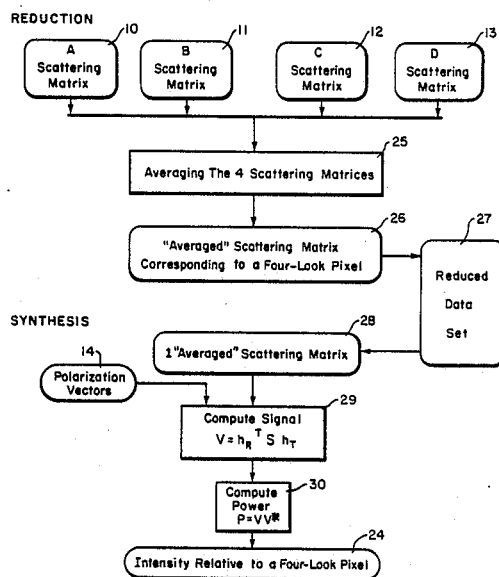 REDUCTION
10
11
12
13
A
Scattering
Matrix
B
Scattering
Matrix
C
Scattering
Matrix
D
Scattering
Matrix
25
Averaging The 4 Scattering Matrices
26
27
"Averaged" Scattering Matrix
Corresponding to a Four-Look Pixel
Reduced
Data
Set
SYNTHESIS
28
1 "Averaged" Scattering Matrix
14
Polarization
Vectors
29
Compute Signal
V = h_R^T S h_T
30
Compute
Power
P = VV*
24
Intensity Relative to a Four-Look Pixel